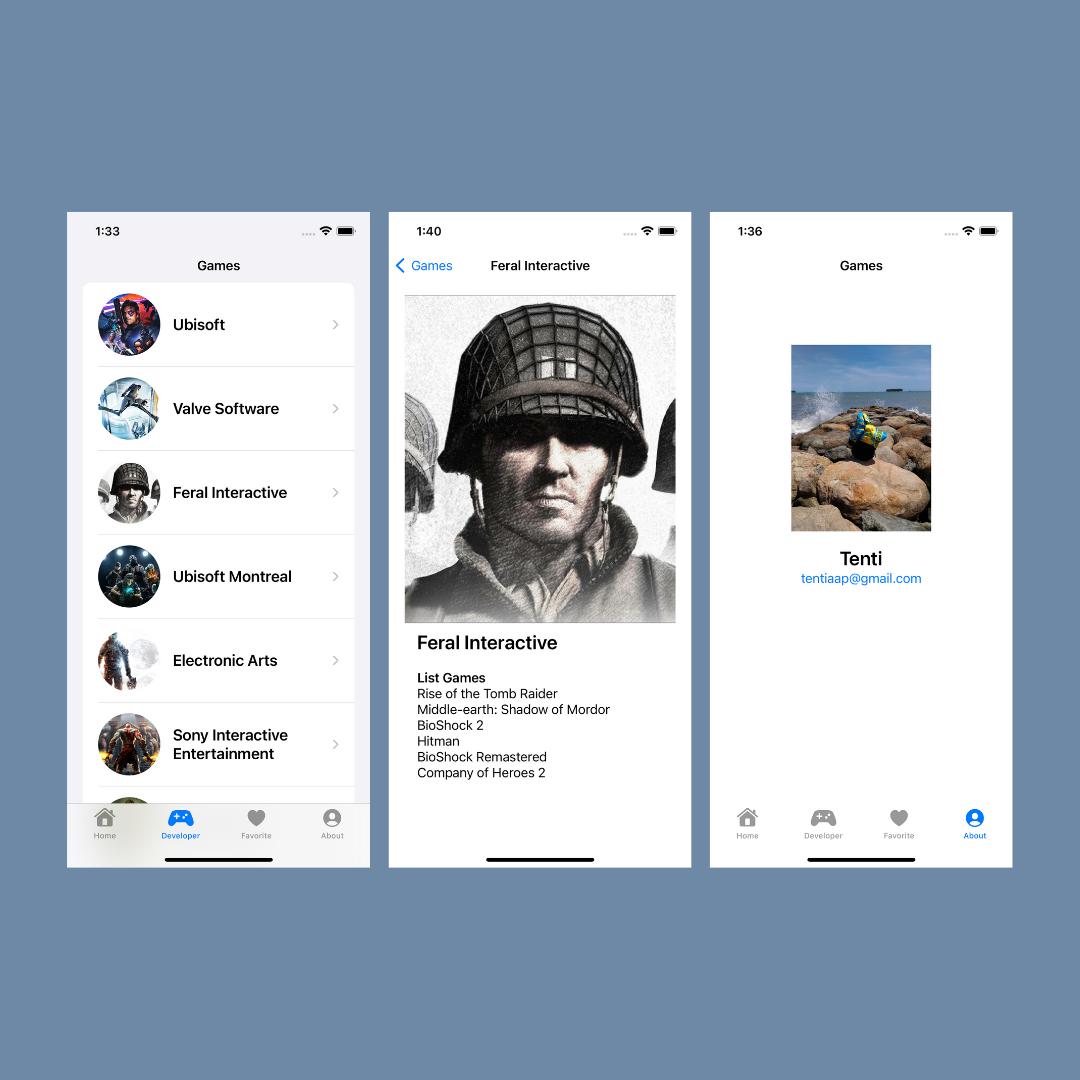 1:33
Games
Ubisoft
Valve Software
Feral Interactive
Ubisoft Montreal
Electronic Arts
Sony Interactive
Entertainment
Home
Developer
Favorite
About
1:40
Games
Feral Interactive
Feral Interactive
List Games
Rise of the Tomb Raider
Middle-earth: Shadow of Mordor
BioShock 2
Hitman
BioShock Remastered
Company of Heroes 2
1:36
Games
Tenti
tentiaap@gmail.com
Home
Developer
Favorite
About